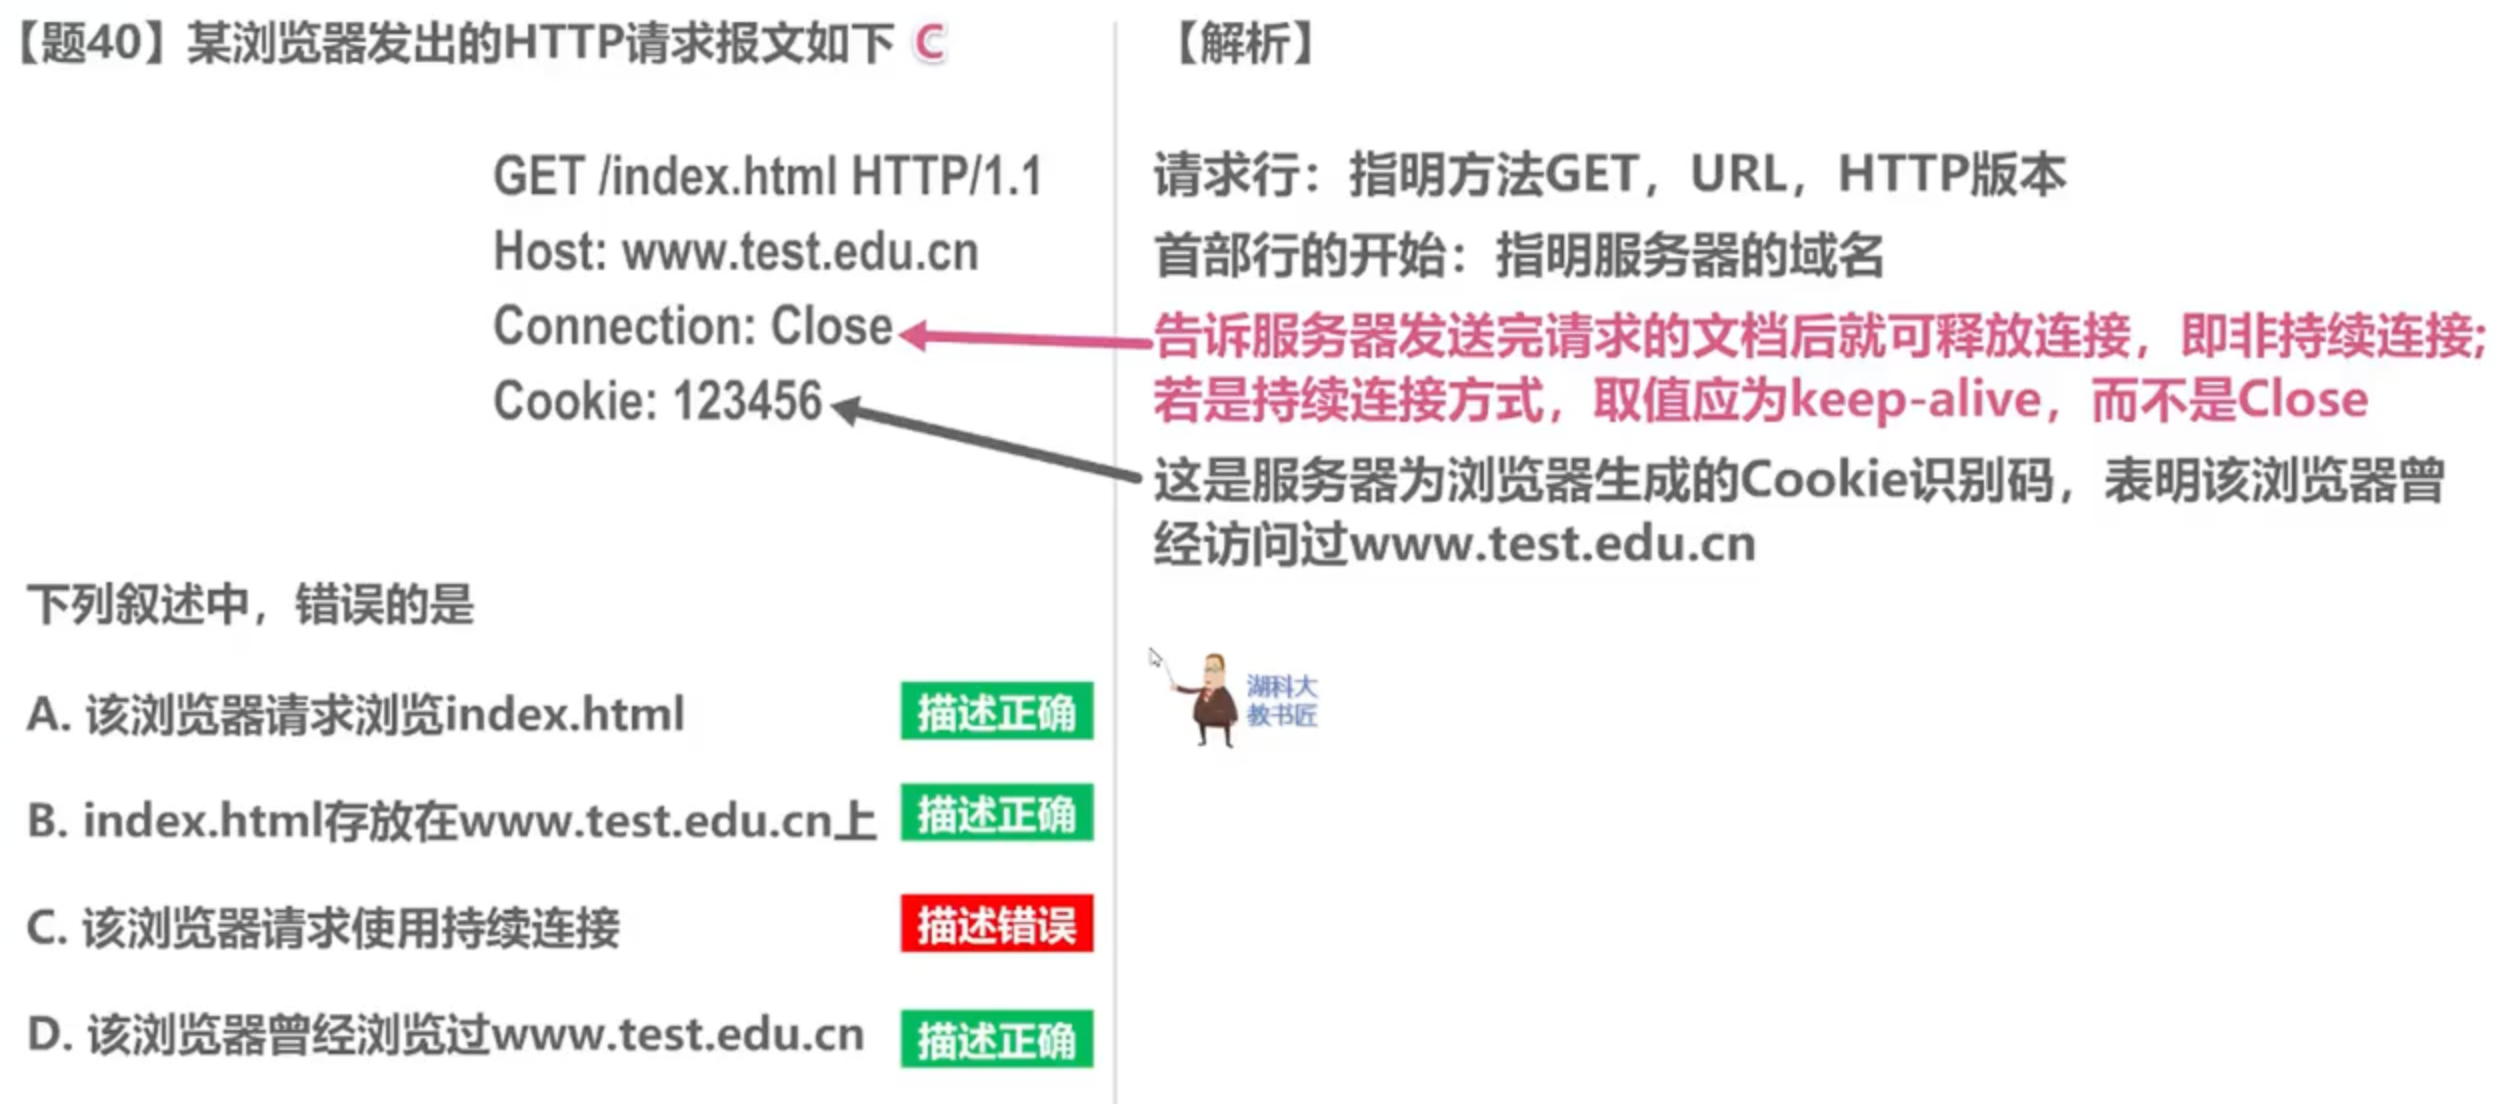 【题40】某浏览器发出的HTTP请求报文如下 C
GET /index.html HTTP/1.1
Host: www.test.edu.cn
Connection: Close
Cookie: 123456
下列叙述中，错误的是
A. 该浏览器请求浏览index.html 描述正确
B. index.html存放在www.test.edu.cn上 描述正确
C. 该浏览器请求使用持续连接 描述错误
D. 该浏览器曾经浏览过www.test.edu.cn 描述正确
【解析】
请求行：指明方法GET，URL，HTTP版本
首部行的开始：指明服务器的域名
告诉服务器发送完请求的文档后就可释放连接，即非持续连接;
若是持续连接方式，取值应为keep-alive，而不是Close
这是服务器为浏览器生成的Cookie识别码，表明该浏览器曾
经访问过www.test.edu.cn
湖科大
教书匠